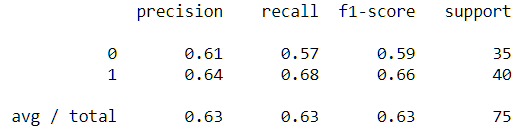 precision recall f1-score support
0 0.61 0.57 0.59 35
1 0.64 0.68 0.66 40
avg / total 0.63 0.63 0.63 75